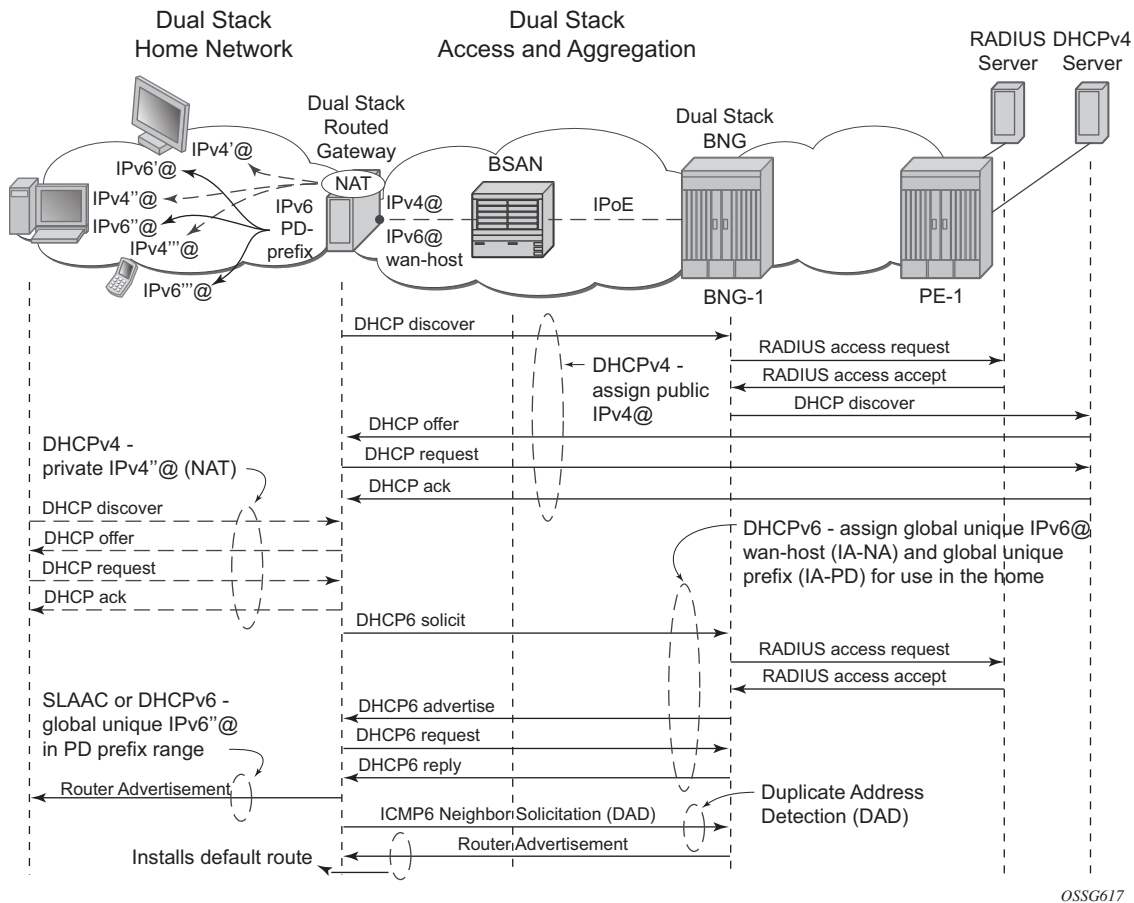 Dual Stack
Home Network
Dual Stack
Access and Aggregation
RADIUS
Server
DHCPv4
Server
Dual Stack
Routed
Gateway
Dual Stack
BNG
BSAN
NAT
IPv4'@
IPv6'@
IPv4''@
IPv6''@
IPv4'''@
IPv6'''@
IPv6
PD-
prefix
IPv4@
IPv6@
wan-host
IPoE
BNG-1
PE-1
DHCP discover
RADIUS access request
RADIUS access accept
DHCP discover
DHCPv4 -
assign public
IPv4@
DHCP offer
DHCP request
DHCP ack
DHCPv4 -
private IPv4''@ (NAT)
DHCP discover
DHCP offer
DHCP request
DHCP ack
DHCPv6 - assign global unique IPv6@
wan-host (IA-NA) and global unique
prefix (IA-PD) for use in the home
DHCP6 solicit
RADIUS access request
RADIUS access accept
SLAAC or DHCPv6 -
global unique IPv6''@
in PD prefix range
DHCP6 advertise
DHCP6 request
DHCP6 reply
Router Advertisement
ICMP6 Neighbor Solicitation (DAD)
Duplicate Address
Detection (DAD)
Router Advertisement
Installs default route
OSSG617